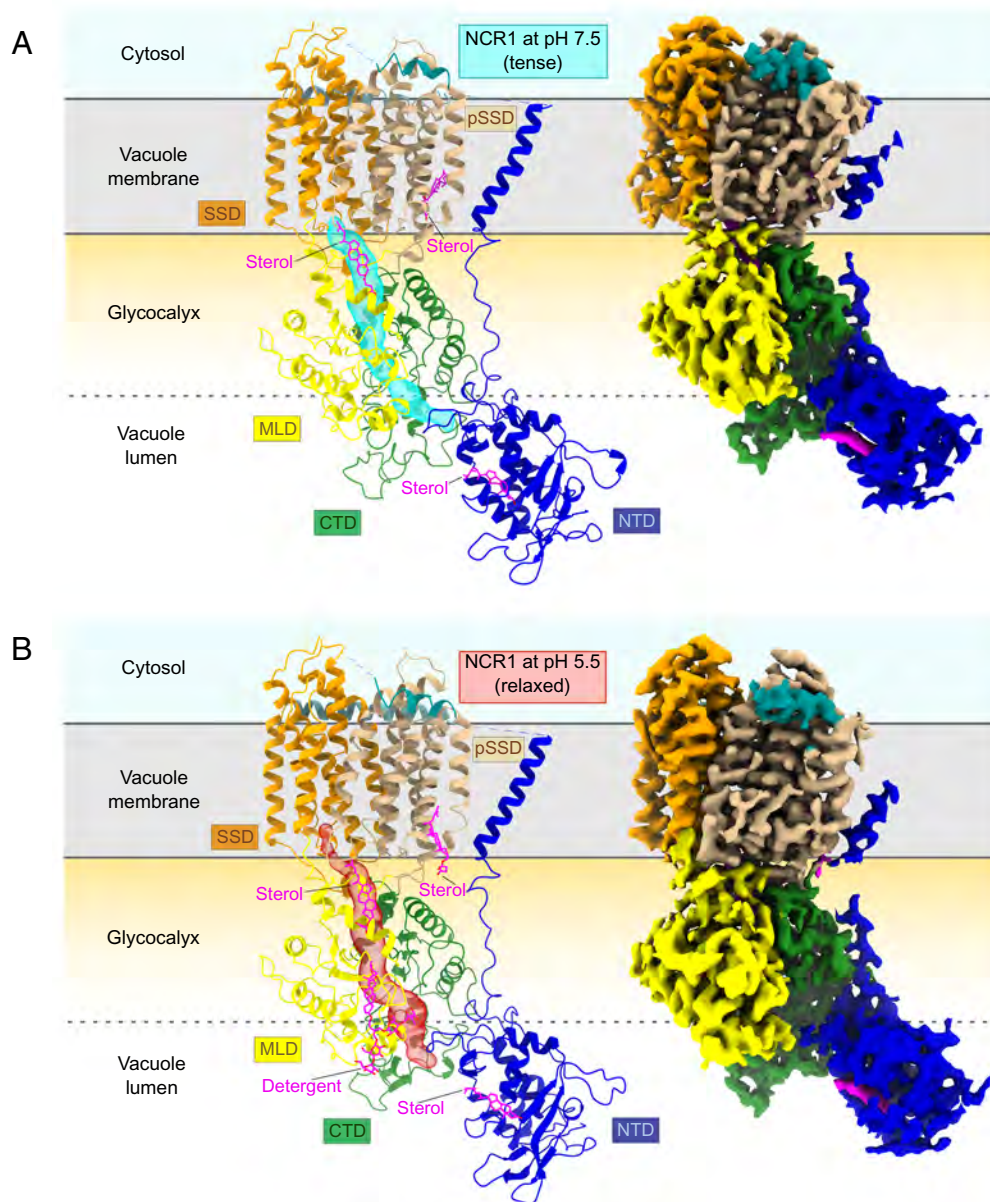 A
Cytosol
NCR1 at pH 7.5
(tense)
pSSD
Vacuole
membrane
SSD
Sterol
Sterol
Glycocalyx
MLD
Vacuole
lumen
Sterol
CTD
NTD
B
Cytosol
NCR1 at pH 5.5
(relaxed)
pSSD
Vacuole
membrane
SSD
Sterol
Sterol
Glycocalyx
MLD
Vacuole
lumen
Detergent
Sterol
CTD
NTD